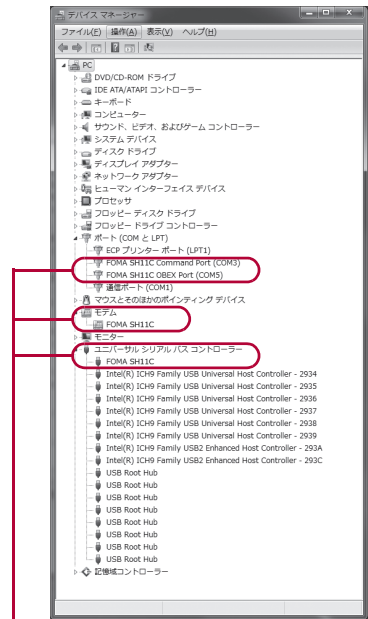 デバイス マネージャー
ファイル(F) 操作(A) 表示(V) ヘルプ(H)
PC
DVD/CD-ROM ドライブ
IDE ATA/ATAPI コントローラー
キーボード
コンピューター
サウンド、ビデオ、およびゲーム コントローラー
システム デバイス
ディスク ドライブ
ディスプレイ アダプター
ネットワーク アダプター
ヒューマン インターフェイス デバイス
プロセッサ
フロッピー ディスク ドライブ
フロッピー ドライブ コントローラー
ポート (COM と LPT)
ECP プリンター ポート (LPT1)
FOMA SH11C Command Port (COM3)
FOMA SH11C OBEX Port (COM5)
通信ポート (COM1)
マウスとそのほかのポインティング デバイス
モデム
FOMA SH11C
モニター
ユニバーサル シリアル バス コントローラー
FOMA SH11C
Intel(R) ICH9 Family USB Universal Host Controller - 2934
Intel(R) ICH9 Family USB Universal Host Controller - 2935
Intel(R) ICH9 Family USB Universal Host Controller - 2936
Intel(R) ICH9 Family USB Universal Host Controller - 2937
Intel(R) ICH9 Family USB Universal Host Controller - 2938
Intel(R) ICH9 Family USB Universal Host Controller - 2939
Intel(R) ICH9 Family USB2 Enhanced Host Controller - 293A
Intel(R) ICH9 Family USB2 Enhanced Host Controller - 293C
USB Root Hub
USB Root Hub
USB Root Hub
USB Root Hub
USB Root Hub
USB Root Hub
USB Root Hub
USB Root Hub
記憶域コントローラー